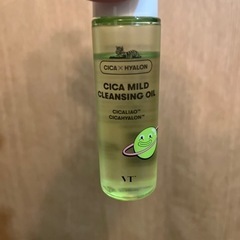 CICA × HYALON
CICA MILD
CLEANSING OIL
CICALIAO™
CICAHYALON™
VT